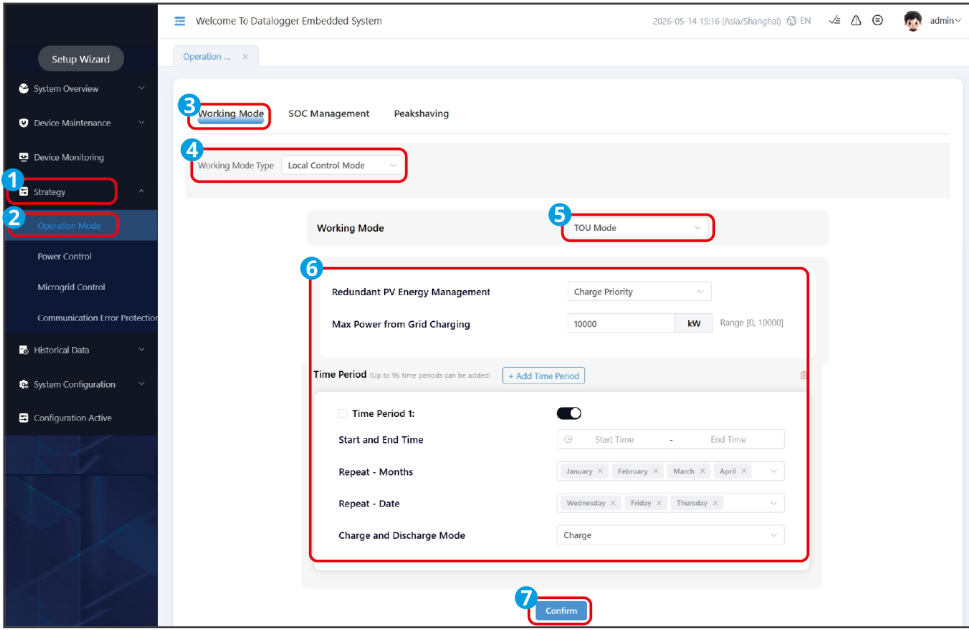 Welcome To Datalogger Embedded System
2026-05-14 15:16 (Asia/Shanghai) EN
admin
Setup Wizard
Operation ... ×
System Overview
Device Maintenance
Device Monitoring
1
Strategy
2
Operation Mode
Power Control
Microgrid Control
Communication Error Protection
Historical Data
System Configuration
Configuration Active
3
Working Mode SOC Management Peakshaving
4
Working Mode Type Local Control Mode
5
Working Mode TOU Mode
6
Redundant PV Energy Management Charge Priority
Max Power from Grid Charging 10000 kW Range [0, 10000]
Time Period (Up to 96 time periods can be added) + Add Time Period
Time Period 1:
Start and End Time Start Time - End Time
Repeat - Months January × February × March × April ×
Repeat - Date Wednesday × Friday × Thursday ×
Charge and Discharge Mode Charge
7
Confirm